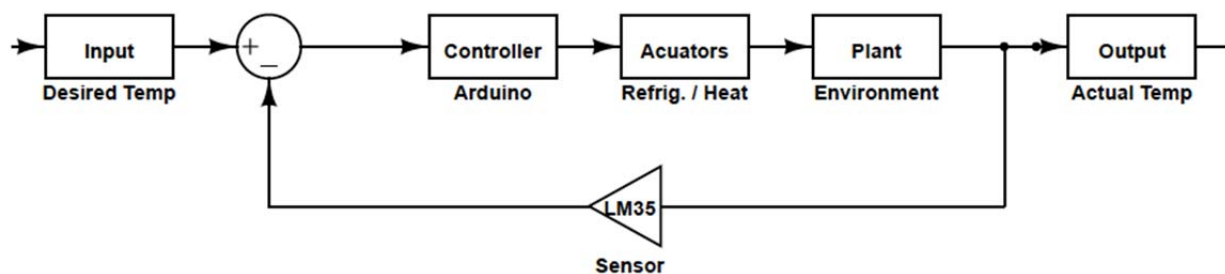 Input
Desired Temp
+
−
Controller
Arduino
Acuators
Refrig. / Heat
Plant
Environment
Output
Actual Temp
LM35
Sensor